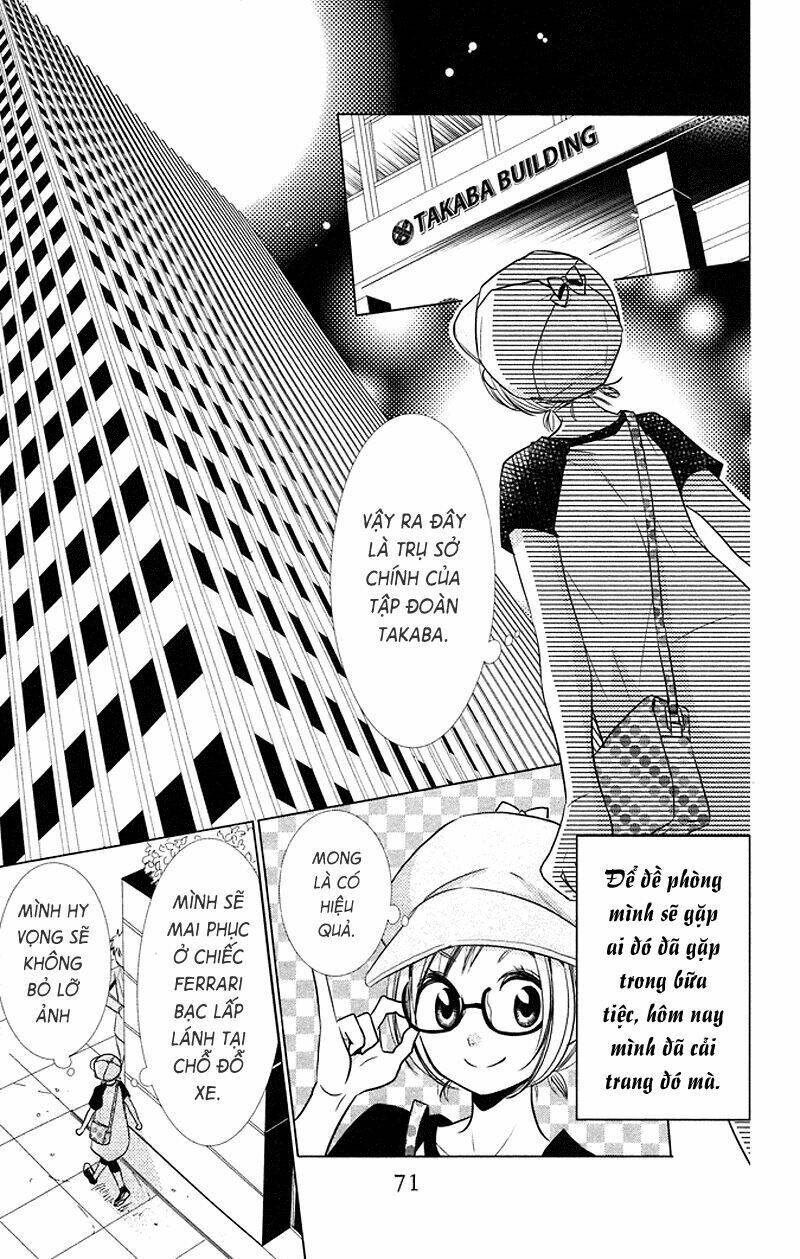 TAKABA BUILDING
VẬY RA ĐÂY
LÀ TRỤ SỞ
CHÍNH CỦA
TẬP ĐOÀN
TAKABA.
Để đề phòng
mình sẽ gặp
ai đó đã gặp
trong bữa
tiệc, hôm nay
mình đã cải
trang đó mà.
MONG
LÀ CÓ
HIỆU
QUẢ.
MÌNH SẼ
MAI PHỤC
Ở CHIẾC
FERRARI
BẠC LẤP
LÁNH TẠI
CHỖ ĐỖ
XE.
MÌNH HY
VỌNG SẼ
KHÔNG
BỎ LỠ
ẢNH
71